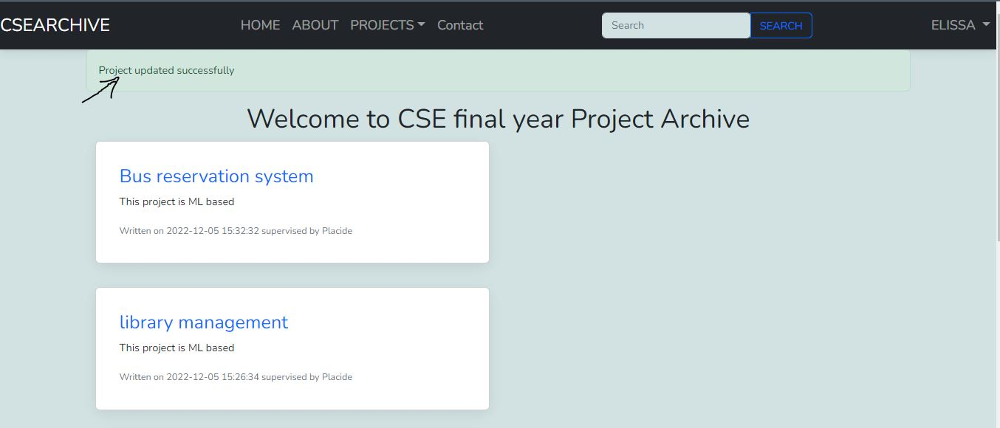 CSEARCHIVE HOME ABOUT PROJECTS Contact Search SEARCH ELISSA
Project updated successfully
Welcome to CSE final year Project Archive
Bus reservation system
This project is ML based
Written on 2022-12-05 15:32:32 supervised by Placide
library management
This project is ML based
Written on 2022-12-05 15:26:34 supervised by Placide